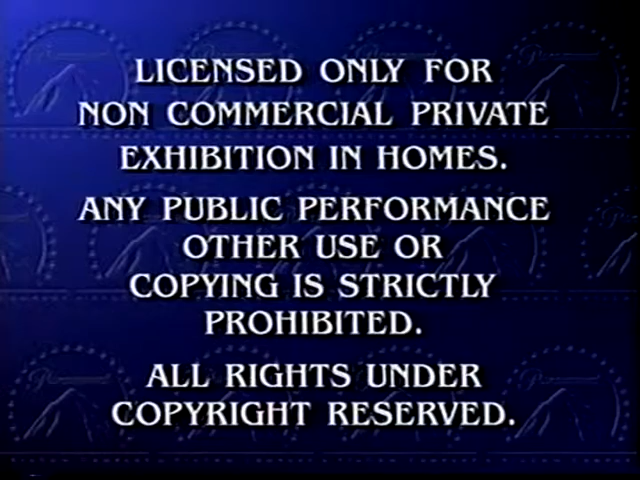 LICENSED ONLY FOR
NON COMMERCIAL PRIVATE
EXHIBITION IN HOMES.
ANY PUBLIC PERFORMANCE
OTHER USE OR
COPYING IS STRICTLY
PROHIBITED.
ALL RIGHTS UNDER
COPYRIGHT RESERVED.